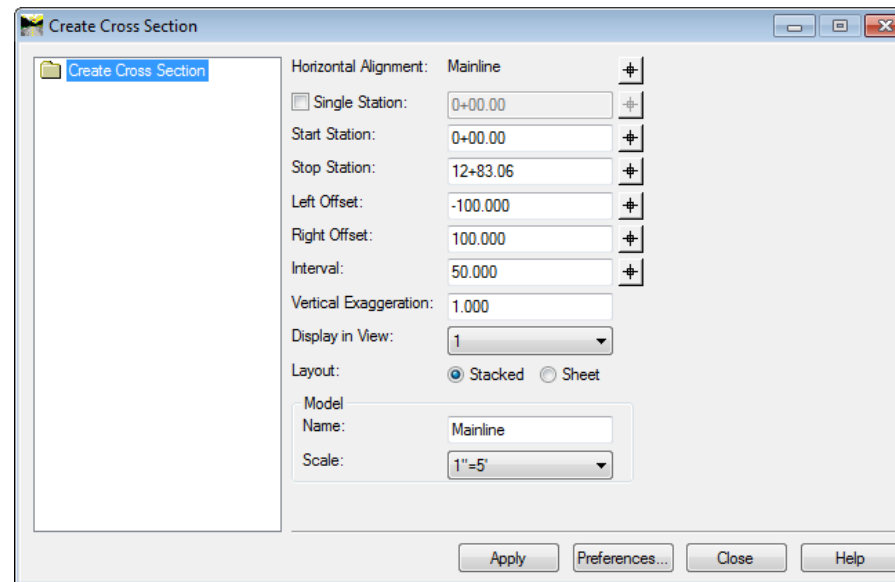 Create Cross Section
Create Cross Section
Horizontal Alignment: Mainline
Single Station: 0+00.00
Start Station: 0+00.00
Stop Station: 12+83.06
Left Offset: -100.000
Right Offset: 100.000
Interval: 50.000
Vertical Exaggeration: 1.000
Display in View: 1
Layout: Stacked Sheet
Model
Name: Mainline
Scale: 1"=5'
Apply Preferences... Close Help